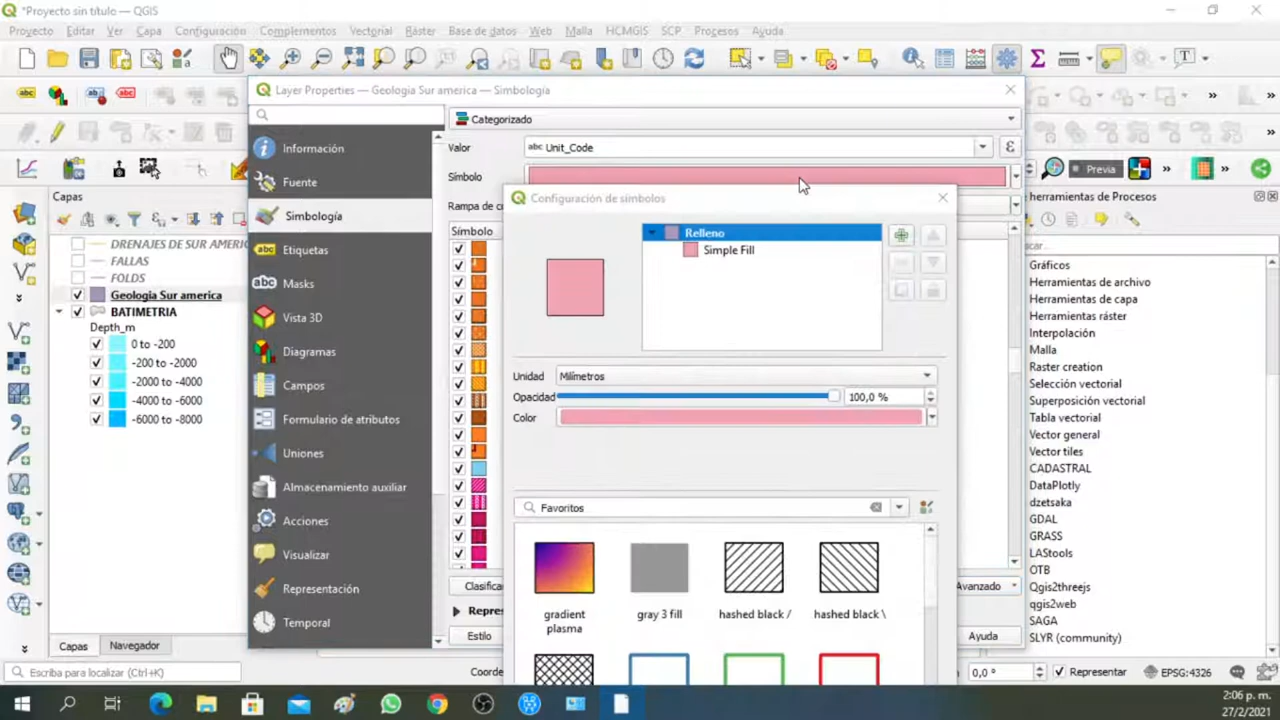 *Proyecto sin título — QGIS
Proyecto Editar Ver Capa Configuración Complementos Vectorial Ráster Base de datos Web Malla HCMGIS SCP Procesos Ayuda
Layer Properties — Geologia Sur america — Simbología
Categorizado
Información
Valor
abc Unit_Code
Fuente
Símbolo
Previa
Capas
Simbología
Rampa de c
Configuración de símbolos
herramientas de Procesos
Símbolo
Relleno
DRENAJES DE SUR AMERI
Etiquetas
Simple Fill
car...
FALLAS
Gráficos
FOLDS
Masks
Herramientas de archivo
Geologia Sur america
Herramientas de capa
BATIMETRIA
Vista 3D
Herramientas ráster
Depth_m
Interpolación
0 to -200
Diagramas
Malla
-200 to -2000
Raster creation
-2000 to -4000
Campos
Unidad
Milímetros
Selección vectorial
-4000 to -6000
Opacidad
100,0 %
Superposición vectorial
-6000 to -8000
Formulario de atributos
Color
Tabla vectorial
Vector general
Uniones
Vector tiles
CADASTRAL
Almacenamiento auxiliar
DataPlotly
Favoritos
dzetsaka
Acciones
GDAL
GRASS
Visualizar
LAStools
OTB
Representación
Clasificar
Avanzado
Qgis2threejs
Repres
gradient plasma
gray 3 fill
hashed black /
hashed black \
qgis2web
Temporal
SAGA
Estilo
Ayuda
SLYR (community)
Capas
Navegador
Escriba para localizar (Ctrl+K)
Coorde
0,0 °
Representar
EPSG:4326
2:06 p. m.
27/2/2021